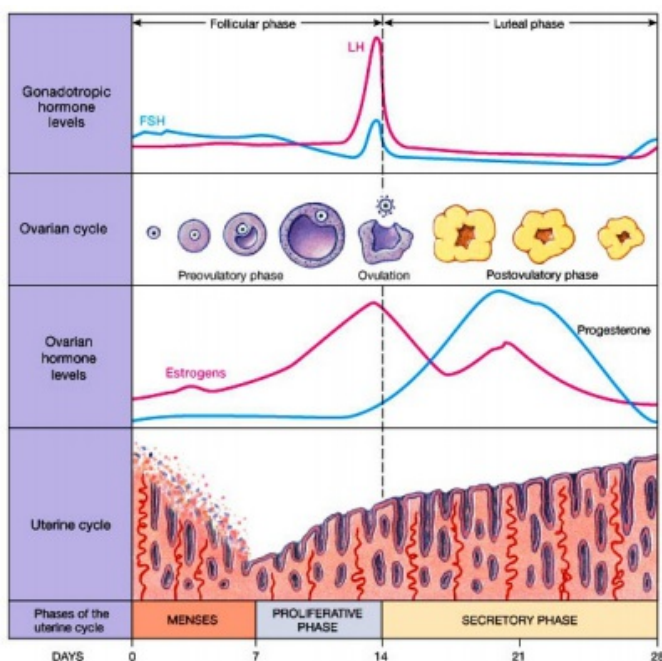 Follicular phase
Luteal phase
Gonadotropic
hormone
levels
LH
FSH
Ovarian cycle
Preovulatory phase
Ovulation
Postovulatory phase
Ovarian
hormone
levels
Estrogens
Progesterone
Uterine cycle
Phases of the
uterine cycle
MENSES
PROLIFERATIVE
PHASE
SECRETORY PHASE
DAYS
0
7
14
21
28